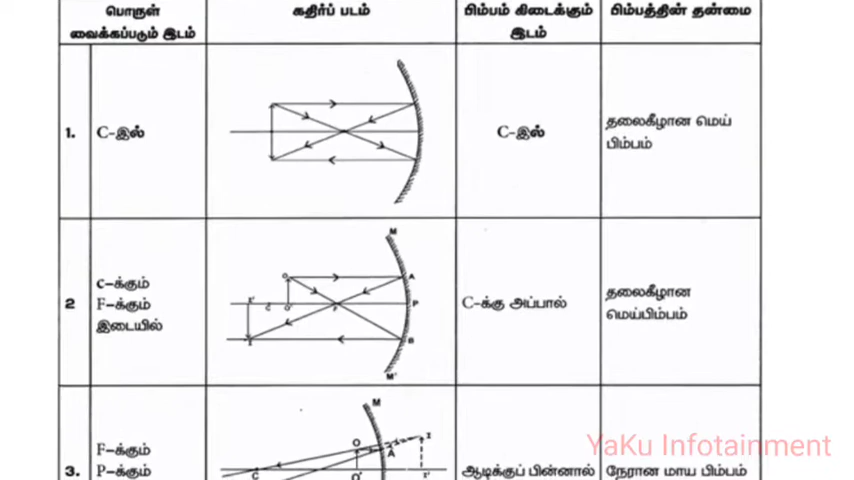 பொருள்
வைக்கப்படும் இடம்
கதிர்ப் படம்
பிம்பம் கிடைக்கும்
இடம்
பிம்பத்தின் தன்மை
1.
C-இல்
C-இல்
தலைகீழான மெய்
பிம்பம்
2
c-க்கும்
F-க்கும்
இடையில்
M
A
P
B
M'
C-க்கு அப்பால்
தலைகீழான
மெய்பிம்பம்
3.
F-க்கும்
P-க்கும்
M
O
A
I
C
O'
I'
ஆடிக்குப் பின்னால்
நேரான மாய பிம்பம்
YaKu Infotainment